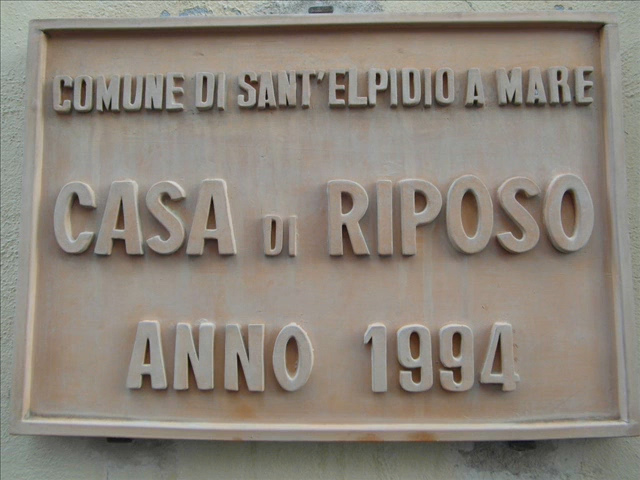 COMUNE DI SANT'ELPIDIO A MARE
CASA DI RIPOSO
ANNO 1994